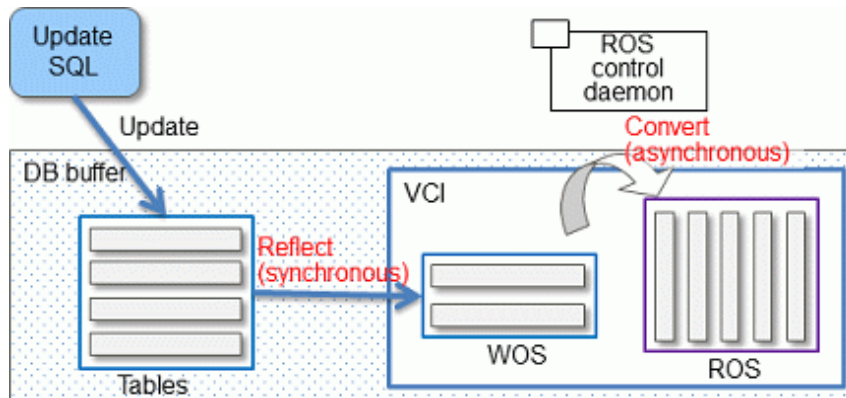 Update
SQL
ROS
control
daemon
Update
Convert
(asynchronous)
DB buffer
VCI
Reflect
(synchronous)
WOS
ROS
Tables